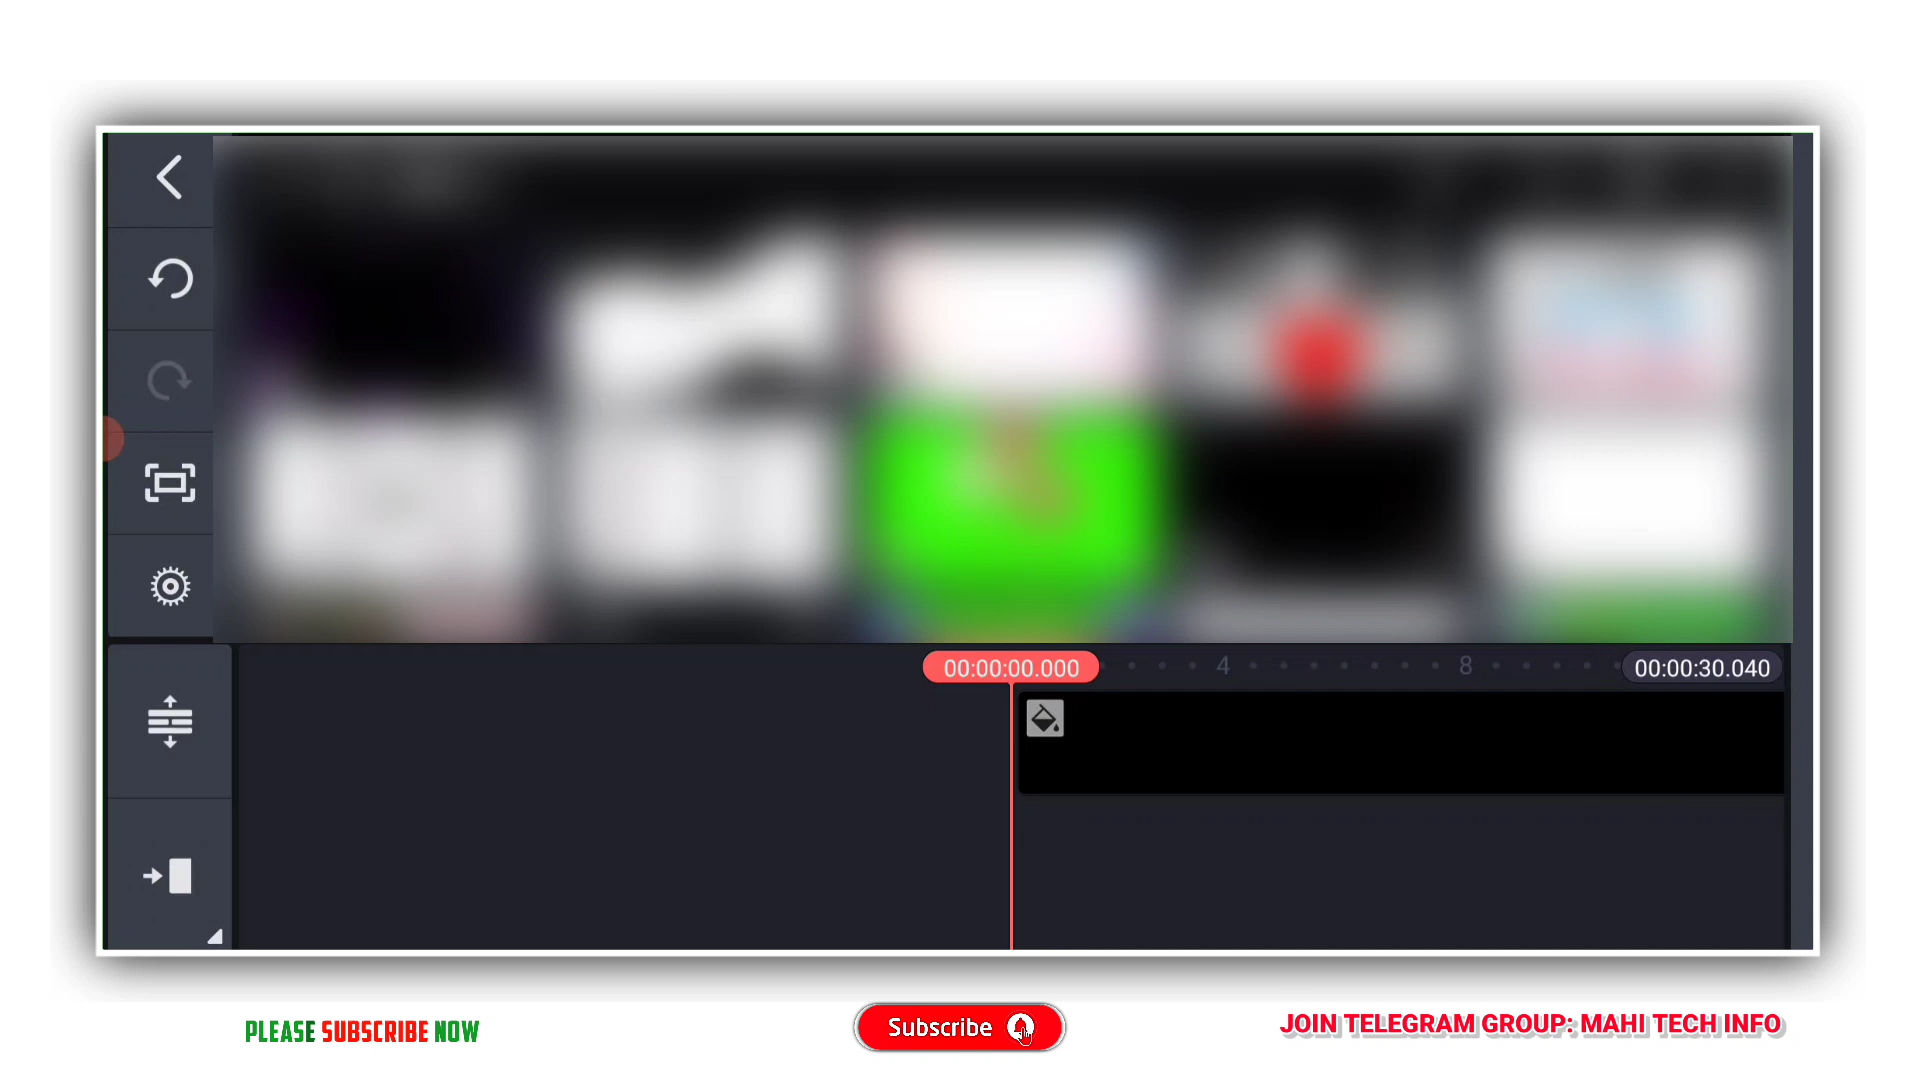 00:00:00.000
4
8
00:00:30.040
PLEASE SUBSCRIBE NOW
Subscribe
JOIN TELEGRAM GROUP: MAHI TECH INFO